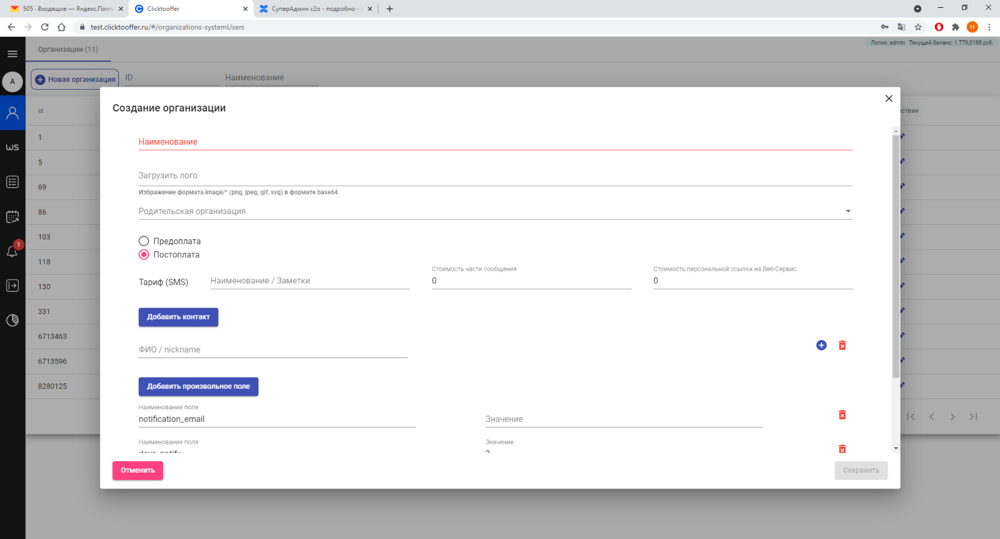 505 · Входящие — Яндекс.Почта
Clicktooffer
СуперАдмин c2o - подробно -
test.clicktooffer.ru/#/organizations-systemUsers
H
Организации (11)
Логин: admin Текущий баланс: 1 779,0188 руб.
A
Новая организация
ID
Наименование
id
1
5
69
86
103
118
130
331
6713463
6713596
8280125
WS
1
Создание организации
Наименование
Загрузить лого
Избражение формата image/* (png, jpeg, gif, svg) в формате base64
Родительская организация
Предоплата
Постоплата
Тариф (SMS)
Наименование / Заметки
Стоимость части сообщения
0
Стоимость персональной ссылки на Веб-Сервис
0
Добавить контакт
ФИО / nickname
Добавить произвольное поле
Наименование поля
notification_email
Значение
Наименование поля
days_notify
Значение
Отменить
Сохранить